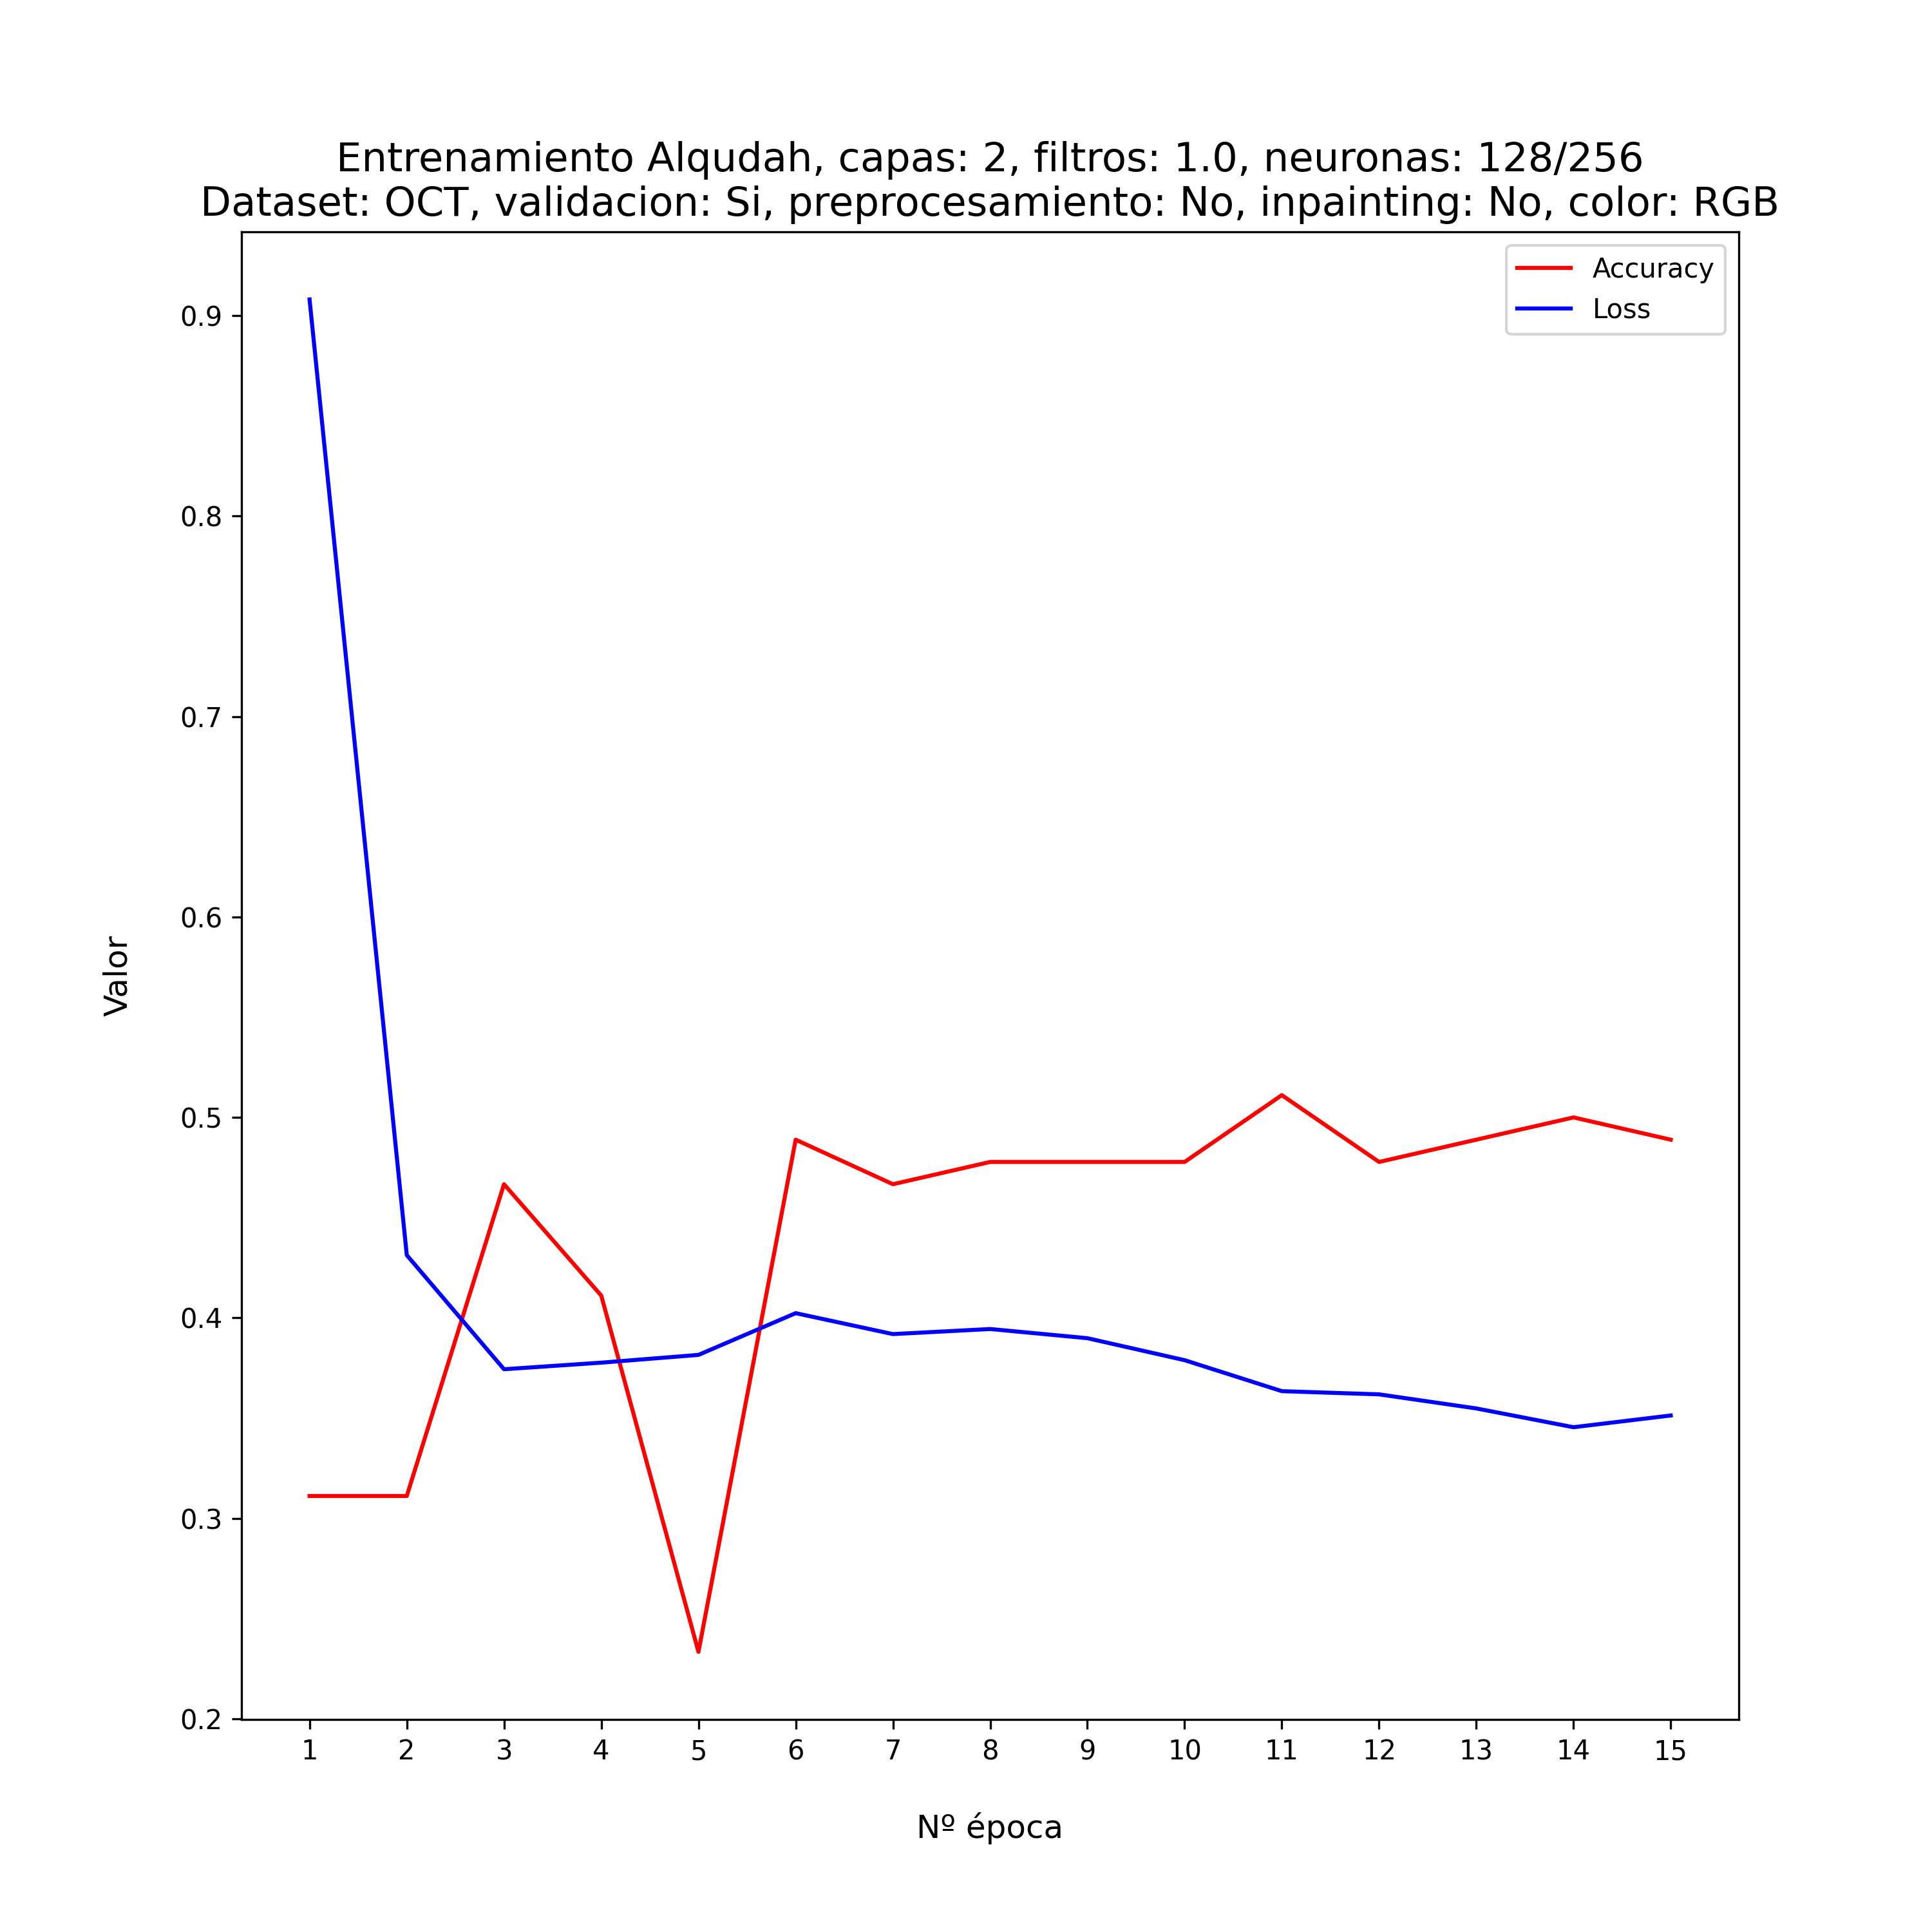 Entrenamiento Alqudah, capas: 2, filtros: 1.0, neuronas: 128/256
Dataset: OCT, validacion: Si, preprocesamiento: No, inpainting: No, color: RGB
Accuracy
Loss
0.9
0.8
0.7
0.6
0.5
0.4
0.3
0.2
Valor
1 2 3 4 5 6 7 8 9 10 11 12 13 14 15
Nº época